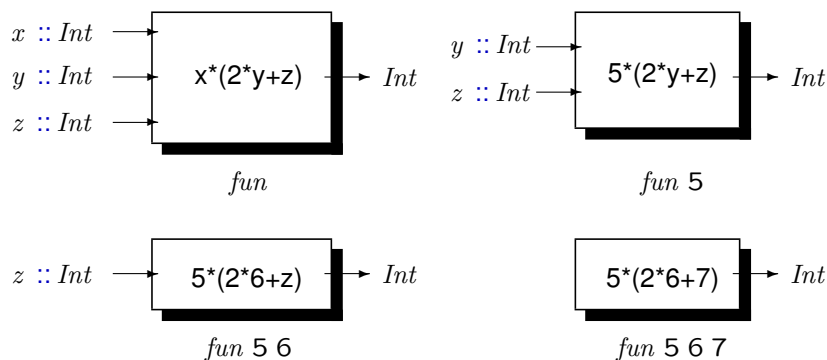 x :: Int
y :: Int
z :: Int
x*(2*y+z)
Int
fun
y :: Int
z :: Int
5*(2*y+z)
Int
fun 5
z :: Int
5*(2*6+z)
Int
fun 5 6
5*(2*6+7)
Int
fun 5 6 7